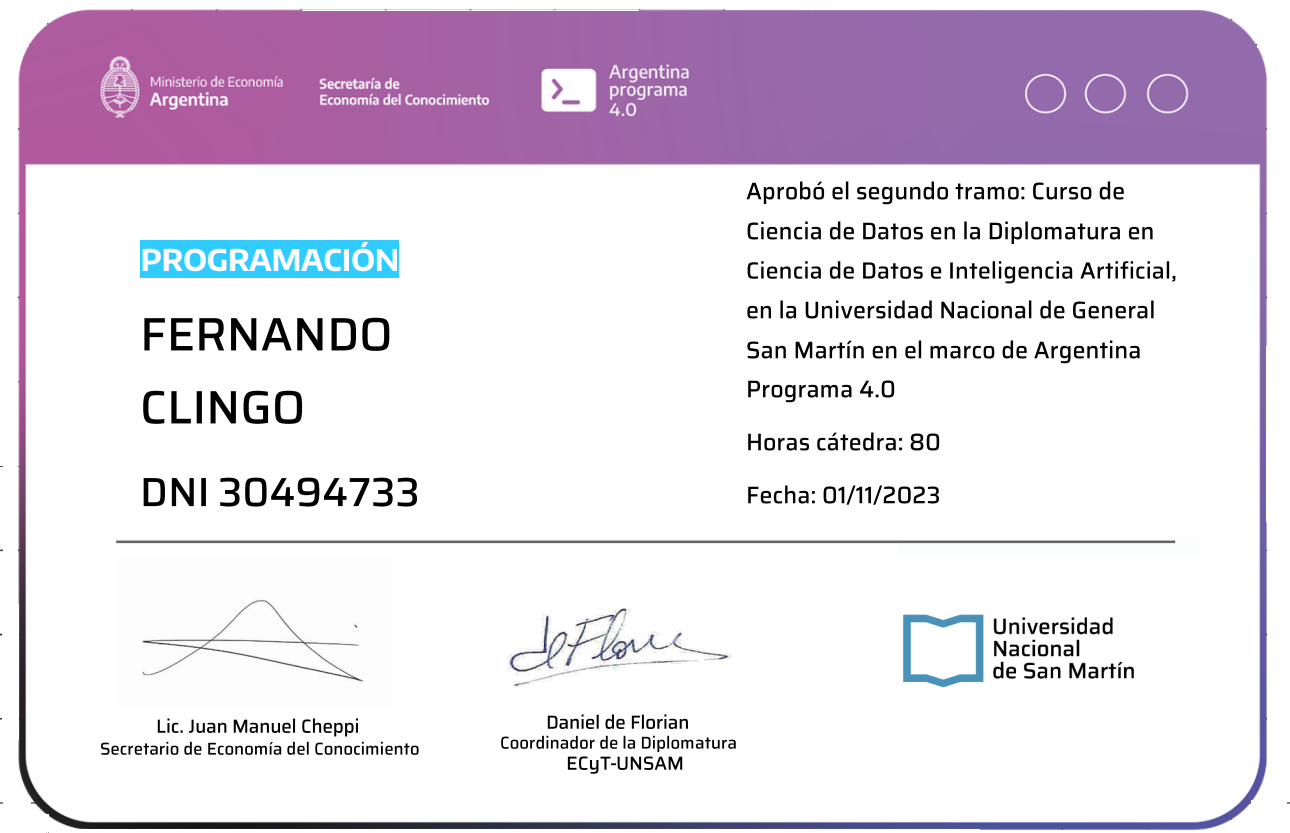 Ministerio de Economía
Argentina
Secretaría de
Economía del Conocimiento
Argentina
programa
4.0
PROGRAMACIÓN
FERNANDO
CLINGO
DNI 30494733
Aprobó el segundo tramo: Curso de
Ciencia de Datos en la Diplomatura en
Ciencia de Datos e Inteligencia Artificial,
en la Universidad Nacional de General
San Martín en el marco de Argentina
Programa 4.0
Horas cátedra: 80
Fecha: 01/11/2023
Lic. Juan Manuel Cheppi
Secretario de Economía del Conocimiento
Daniel de Florian
Coordinador de la Diplomatura
ECyT-UNSAM
Universidad
Nacional
de San Martín